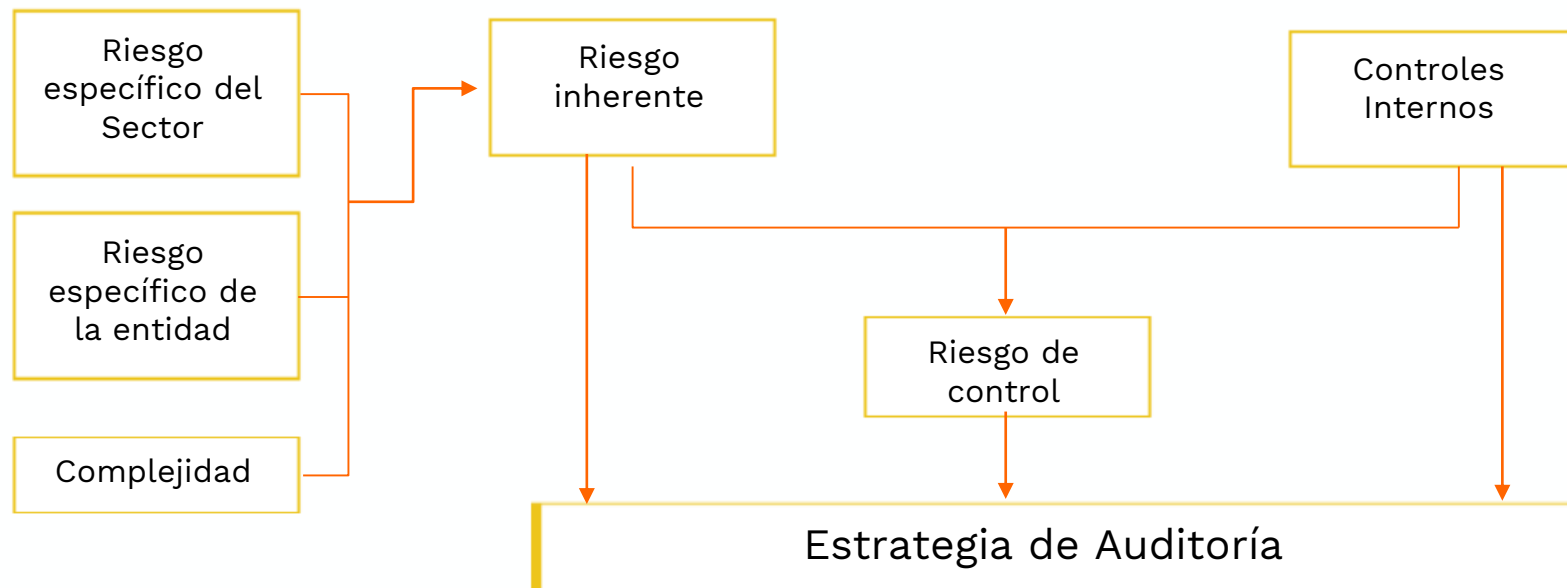 Riesgo
específico del
Sector
Riesgo
inherente
Controles
Internos
Riesgo
específico de
la entidad
Riesgo de
control
Complejidad
Estrategia de Auditoría